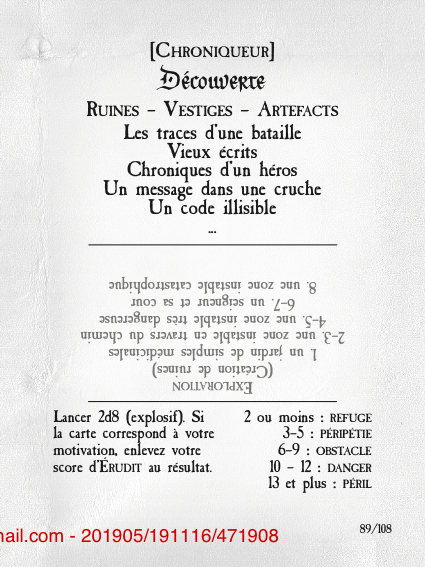 [Chroniqueur]
Découverte
Ruines – Vestiges – Artefacts
Les traces d'une bataille
Vieux écrits
Chroniques d'un héros
Un message dans une cruche
Un code illisible
...
Exploration
(Création de ruines)
1. un jardin de simples médicinales
2-3. une zone instable en travers du chemin
4-5. une zone instable très dangereuse
6-7. un seigneur et sa cour
8. une zone instable catastrophique
Lancer 2d8 (explosif). Si
la carte correspond à votre
motivation, enlevez votre
score d'Érudit au résultat.
2 ou moins : refuge
3-5 : péripétie
6-9 : obstacle
10 - 12 : danger
13 et plus : péril
89/108
mail.com - 201905/191116/471908